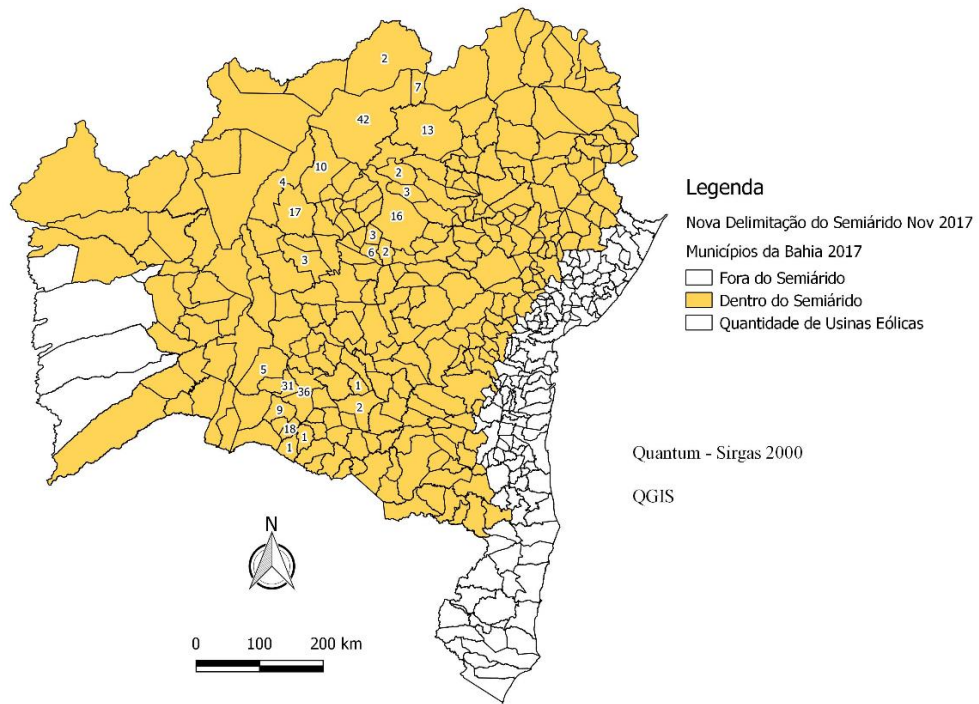 2
7
42
13
10
2
4
3
17
16
3
6 2
3
5
31
36
1
9
2
18
1
1
Legenda
Nova Delimitação do Semiárido Nov 2017
Municípios da Bahia 2017
Fora do Semiárido
Dentro do Semiárido
Quantidade de Usinas Eólicas
Quantum - Sirgas 2000
QGIS
N
0 100 200 km